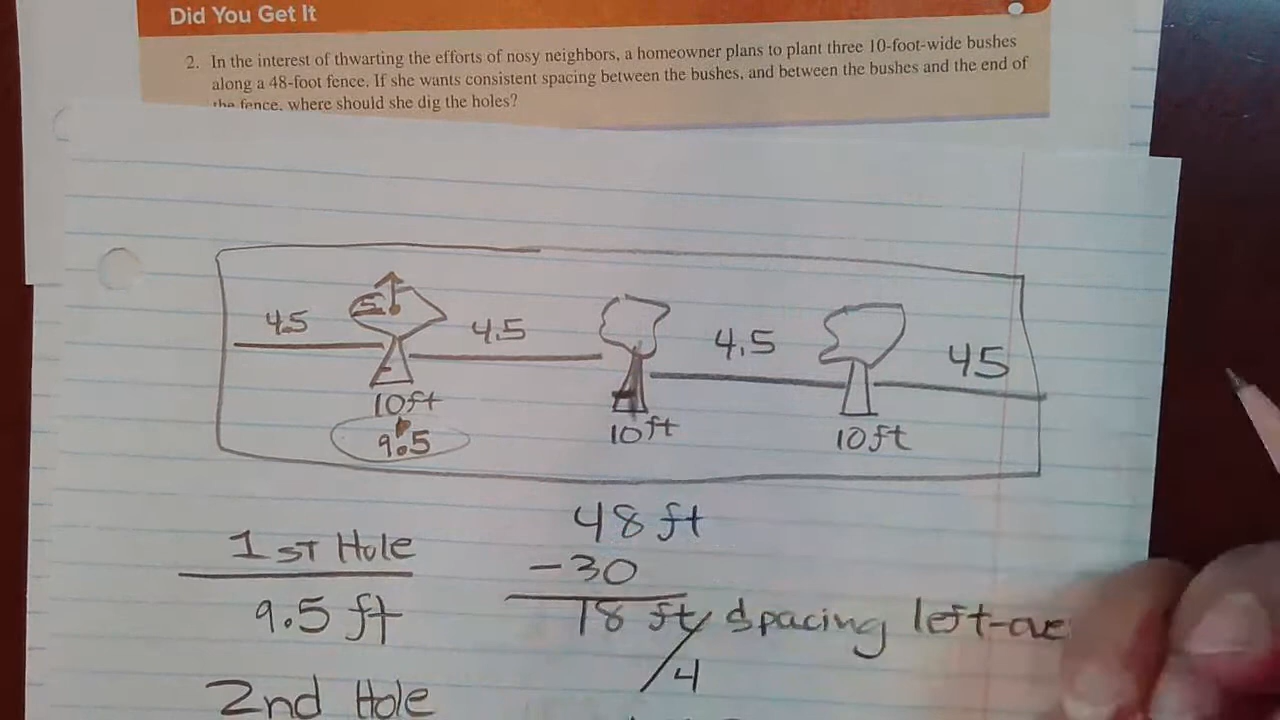 Did You Get It
2. In the interest of thwarting the efforts of nosy neighbors, a homeowner plans to plant three 10-foot-wide bushes
along a 48-foot fence. If she wants consistent spacing between the bushes, and between the bushes and the end of
the fence, where should she dig the holes?
4.5 5 4.5 4.5 45
10ft 10ft 10ft
9.5
1st Hole
9.5 ft
2nd Hole
48 ft
-30
18 ft spacing left-ove
/4